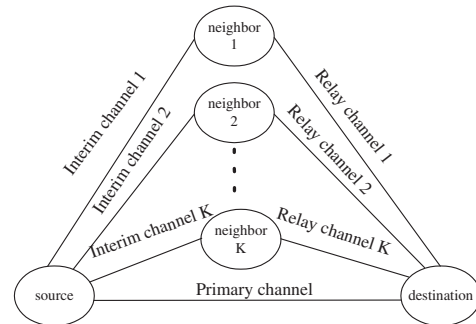 neighbor
1
Interim channel 1
Relay channel 1
neighbor
2
Interim channel 2
Relay channel 2
neighbor
K
Interim channel K
Relay channel K
source
Primary channel
destination